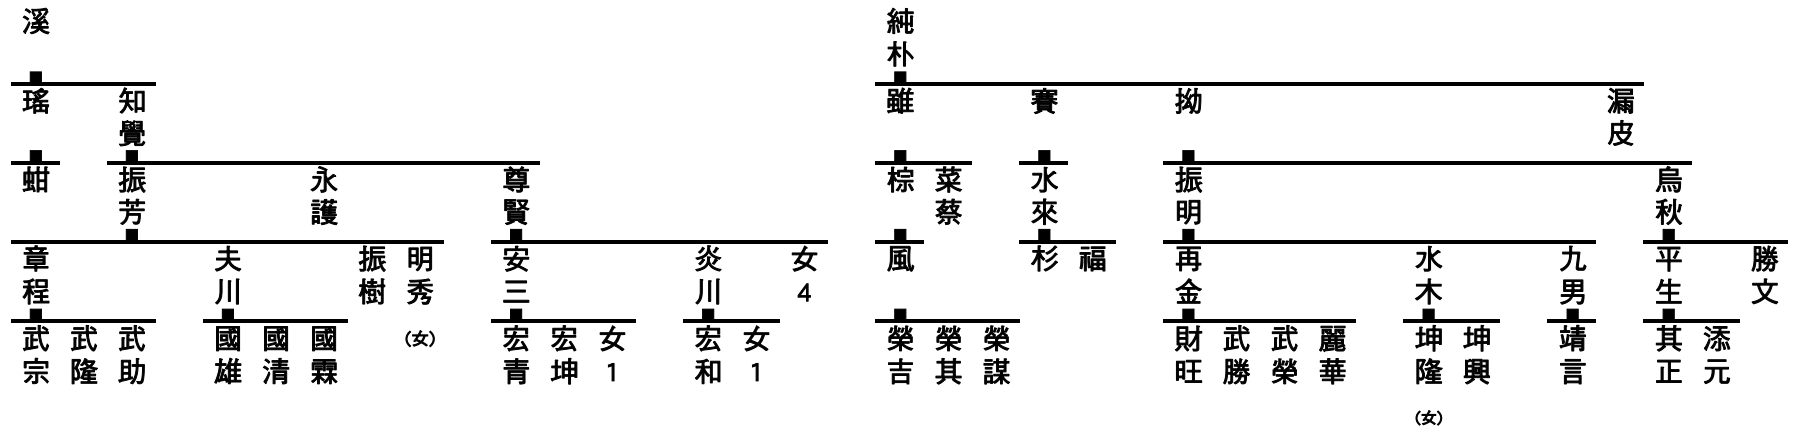 溪 純朴
瑤 知覺 雖 賽 拗 漏皮
蚶 振芳 永護 尊賢 棕 菜蔡 水來 振明 烏秋
章程 夫川 振樹 明秀（女） 安三 炎川 女4 風 杉 福 再金 水木 九男 平生 勝文
武宗 武隆 武助 國雄 國清 國霖 宏青 宏坤 女1 宏和 女1 榮吉 榮其 榮謀 財旺 武勝 武榮 麗華 坤隆（女） 坤興 靖言 其正 添元